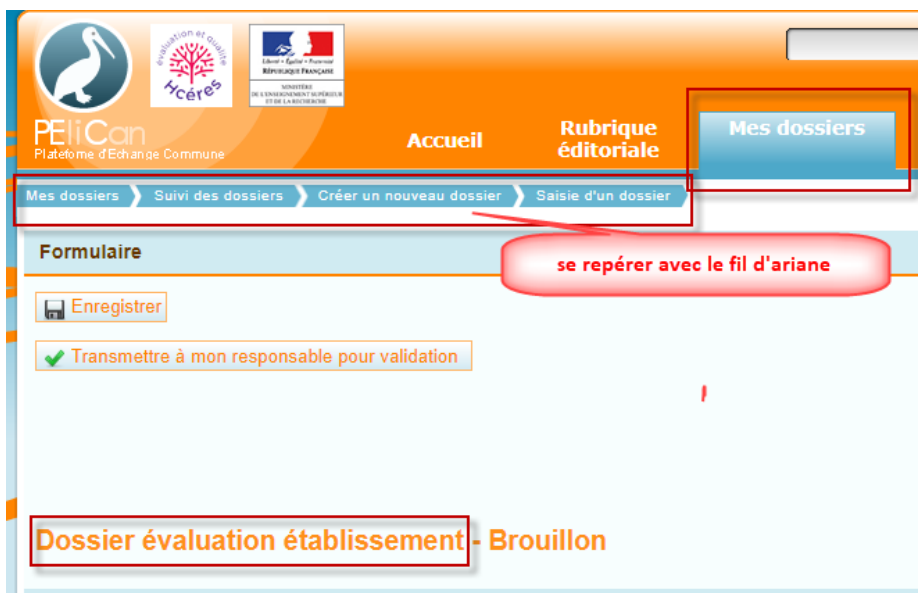 évaluation et qualité
Hcéres
Liberté • Égalité • Fraternité
RÉPUBLIQUE FRANÇAISE
MINISTÈRE
DE L'ENSEIGNEMENT SUPÉRIEUR
ET DE LA RECHERCHE
PEliCan
Plateforme d'Echange Commune
Accueil
Rubrique
éditoriale
Mes dossiers
Mes dossiers
Suivi des dossiers
Créer un nouveau dossier
Saisie d'un dossier
Formulaire
se repérer avec le fil d'ariane
Enregistrer
Transmettre à mon responsable pour validation
Dossier évaluation établissement - Brouillon